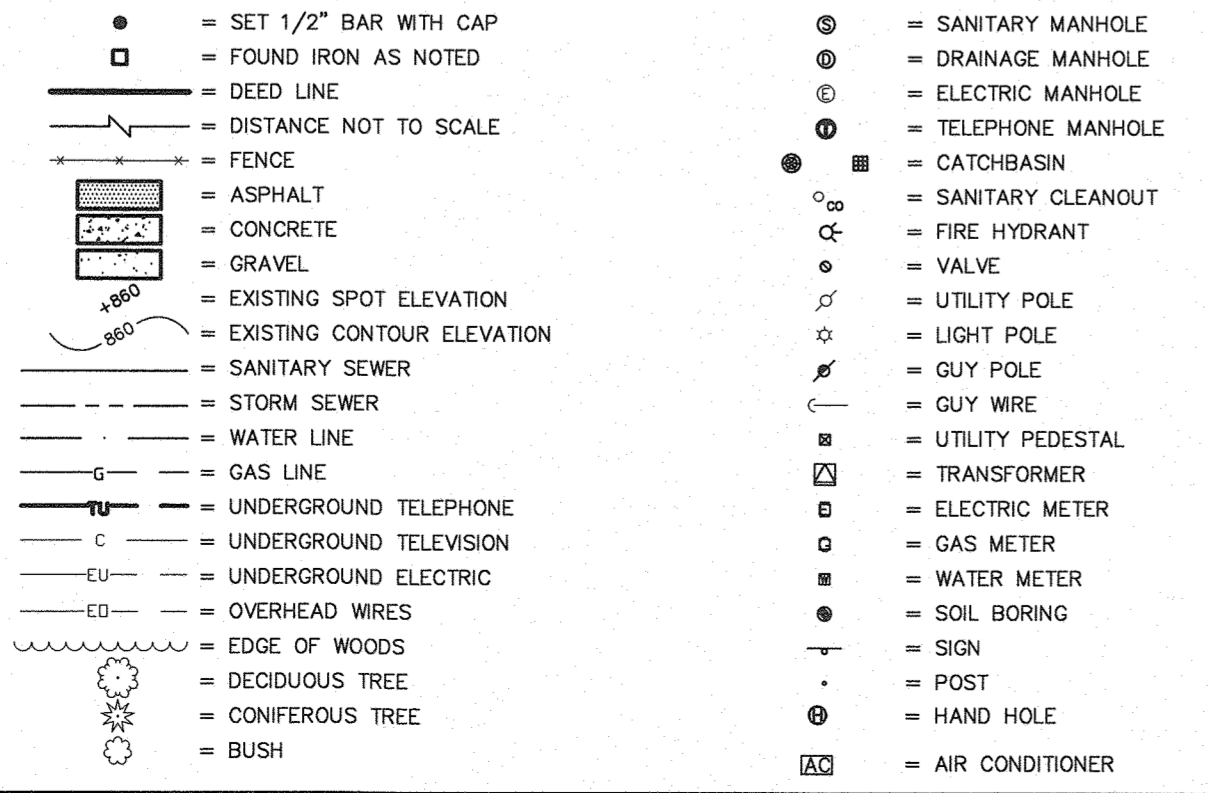 = SET 1/2" BAR WITH CAP
= FOUND IRON AS NOTED
= DEED LINE
= DISTANCE NOT TO SCALE
= FENCE
= ASPHALT
= CONCRETE
= GRAVEL
+860 = EXISTING SPOT ELEVATION
860 = EXISTING CONTOUR ELEVATION
= SANITARY SEWER
= STORM SEWER
= WATER LINE
G = GAS LINE
TU = UNDERGROUND TELEPHONE
C = UNDERGROUND TELEVISION
EU = UNDERGROUND ELECTRIC
EO = OVERHEAD WIRES
= EDGE OF WOODS
= DECIDUOUS TREE
= CONIFEROUS TREE
= BUSH
S = SANITARY MANHOLE
D = DRAINAGE MANHOLE
E = ELECTRIC MANHOLE
T = TELEPHONE MANHOLE
= CATCHBASIN
CO = SANITARY CLEANOUT
= FIRE HYDRANT
= VALVE
= UTILITY POLE
= LIGHT POLE
= GUY POLE
= GUY WIRE
= UTILITY PEDESTAL
= TRANSFORMER
E = ELECTRIC METER
G = GAS METER
W = WATER METER
= SOIL BORING
= SIGN
= POST
H = HAND HOLE
AC = AIR CONDITIONER